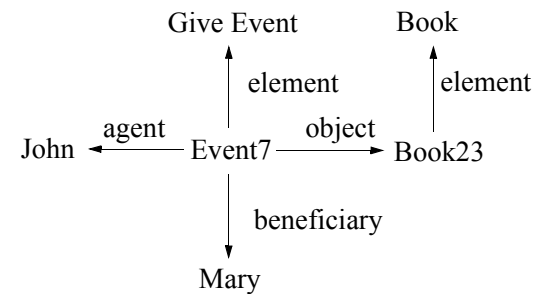 Give Event Book
element element
agent object
John Event7 Book23
beneficiary
Mary